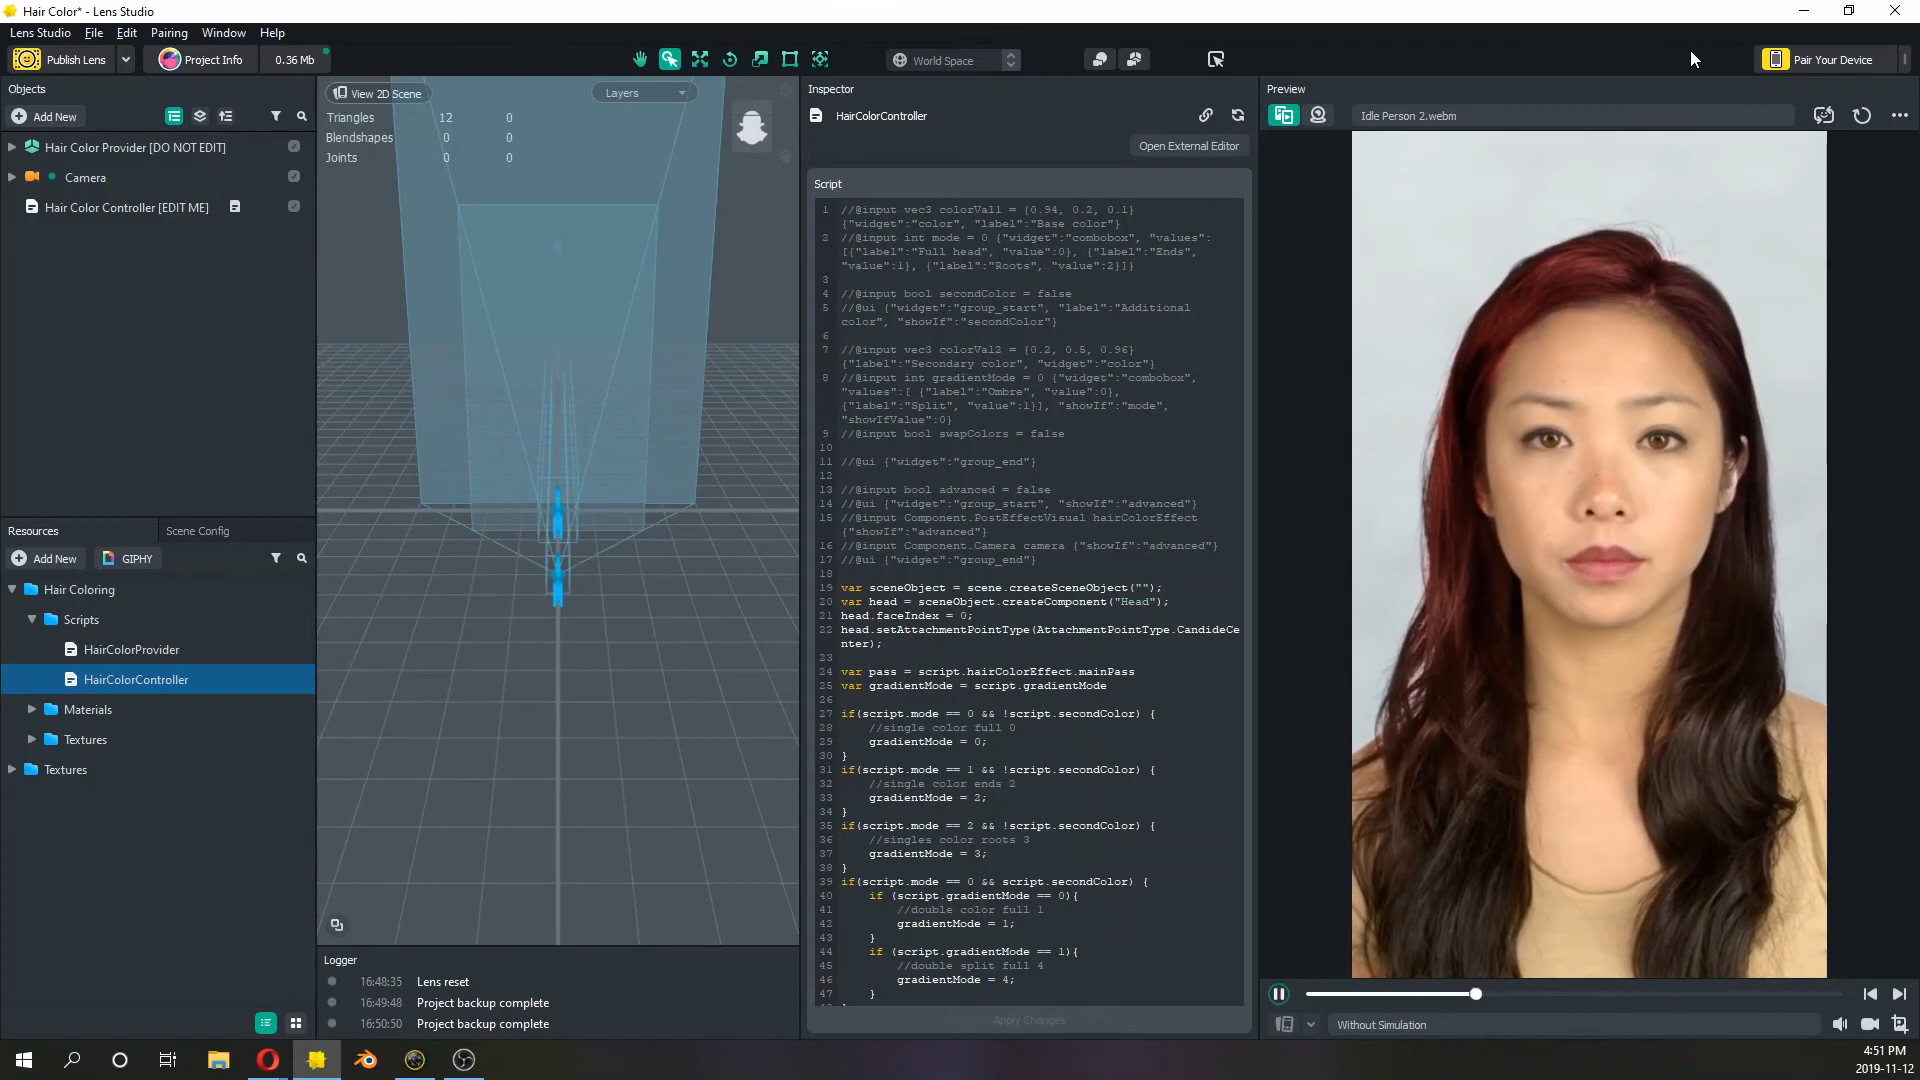 Hair Color* - Lens Studio
Lens Studio File Edit Pairing Window Help
Publish Lens Project Info 0.36 Mb World Space Pair Your Device
Objects
Add New
Hair Color Provider [DO NOT EDIT]
Camera
Hair Color Controller [EDIT ME]
Resources Scene Config
Add New GIPHY
Hair Coloring
Scripts
HairColorProvider
HairColorController
Materials
Textures
Textures
View 2D Scene Layers
Triangles 12 0
Blendshapes 0 0
Joints 0 0
Logger
16:48:35 Lens reset
16:49:48 Project backup complete
16:50:50 Project backup complete
Inspector
HairColorController
Open External Editor
Script
1 //@input vec3 colorVal1 = {0.94, 0.2, 0.1}
{"widget":"color", "label":"Base color"}
2 //@input int mode = 0 {"widget":"combobox", "values":
[{"label":"Full head", "value":0}, {"label":"Ends",
"value":1}, {"label":"Roots", "value":2}]}
3
4 //@input bool secondColor = false
5 //@ui {"widget":"group_start", "label":"Additional
color", "showIf":"secondColor"}
6
7 //@input vec3 colorVal2 = {0.2, 0.5, 0.96}
{"label":"Secondary color", "widget":"color"}
8 //@input int gradientMode = 0 {"widget":"combobox",
"values":[ {"label":"Ombre", "value":0},
{"label":"Split", "value":1}], "showIf":"mode",
"showIfValue":0}
9 //@input bool swapColors = false
10
11 //@ui {"widget":"group_end"}
12
13 //@input bool advanced = false
14 //@ui {"widget":"group_start", "showIf":"advanced"}
15 //@input Component.PostEffectVisual hairColorEffect
{"showIf":"advanced"}
16 //@input Component.Camera camera {"showIf":"advanced"}
17 //@ui {"widget":"group_end"}
18
19 var sceneObject = scene.createSceneObject("");
20 var head = sceneObject.createComponent("Head");
21 head.faceIndex = 0;
22 head.setAttachmentPointType(AttachmentPointType.CandideCe
nter);
23
24 var pass = script.hairColorEffect.mainPass
25 var gradientMode = script.gradientMode
26
27 if(script.mode == 0 && !script.secondColor) {
28 //single color full 0
29 gradientMode = 0;
30 }
31 if(script.mode == 1 && !script.secondColor) {
32 //single color ends 2
33 gradientMode = 2;
34 }
35 if(script.mode == 2 && !script.secondColor) {
36 //singles color roots 3
37 gradientMode = 3;
38 }
39 if(script.mode == 0 && script.secondColor) {
40 if (script.gradientMode == 0){
41 //double color full 1
42 gradientMode = 1;
43 }
44 if (script.gradientMode == 1){
45 //double split full 4
46 gradientMode = 4;
47 }
Apply Changes
Preview
Idle Person 2.webm
Without Simulation
4:51 PM
2019-11-12